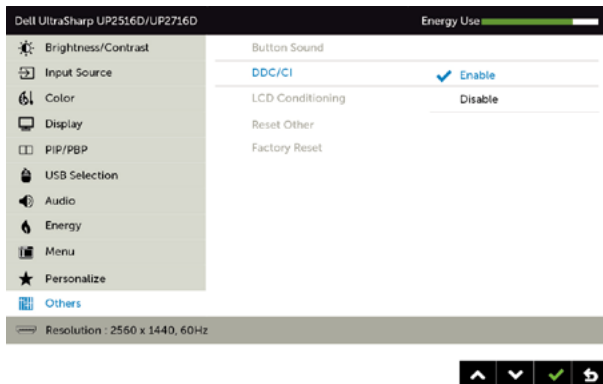 Dell UltraSharp UP2516D/UP2716D Energy Use
Brightness/Contrast Button Sound
Input Source DDC/CI Enable
Color LCD Conditioning Disable
Display Reset Other
PIP/PBP Factory Reset
USB Selection
Audio
Energy
Menu
Personalize
Others
Resolution : 2560 x 1440, 60Hz